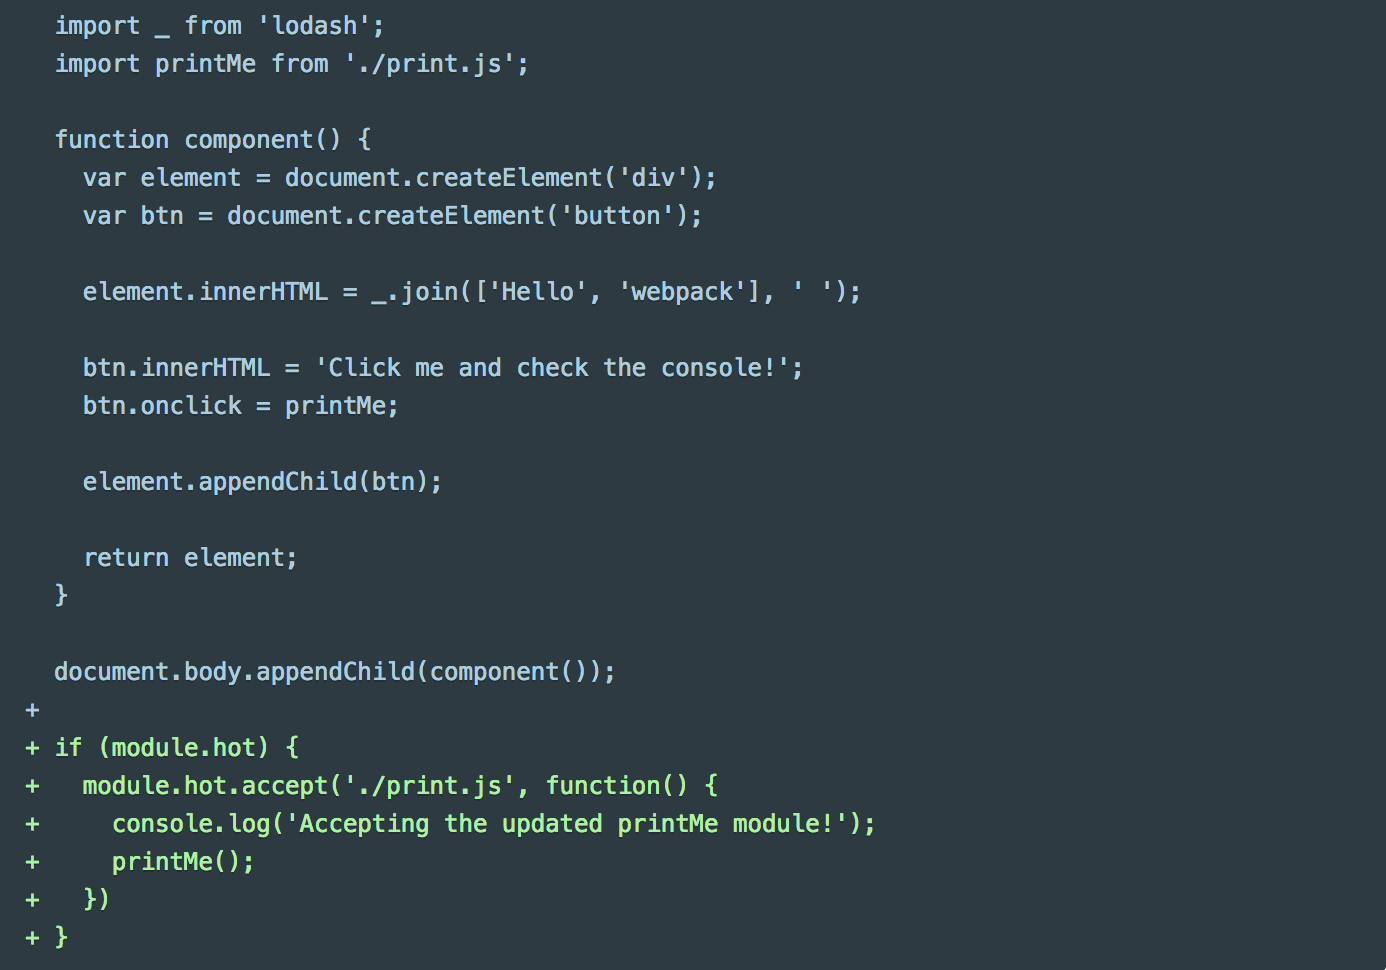 import _ from 'lodash';
import printMe from './print.js';

function component() {
  var element = document.createElement('div');
  var btn = document.createElement('button');

  element.innerHTML = _.join(['Hello', 'webpack'], ' ');

  btn.innerHTML = 'Click me and check the console!';
  btn.onclick = printMe;

  element.appendChild(btn);

  return element;
}

document.body.appendChild(component());
+
+ if (module.hot) {
+   module.hot.accept('./print.js', function() {
+     console.log('Accepting the updated printMe module!');
+     printMe();
+   })
+ }